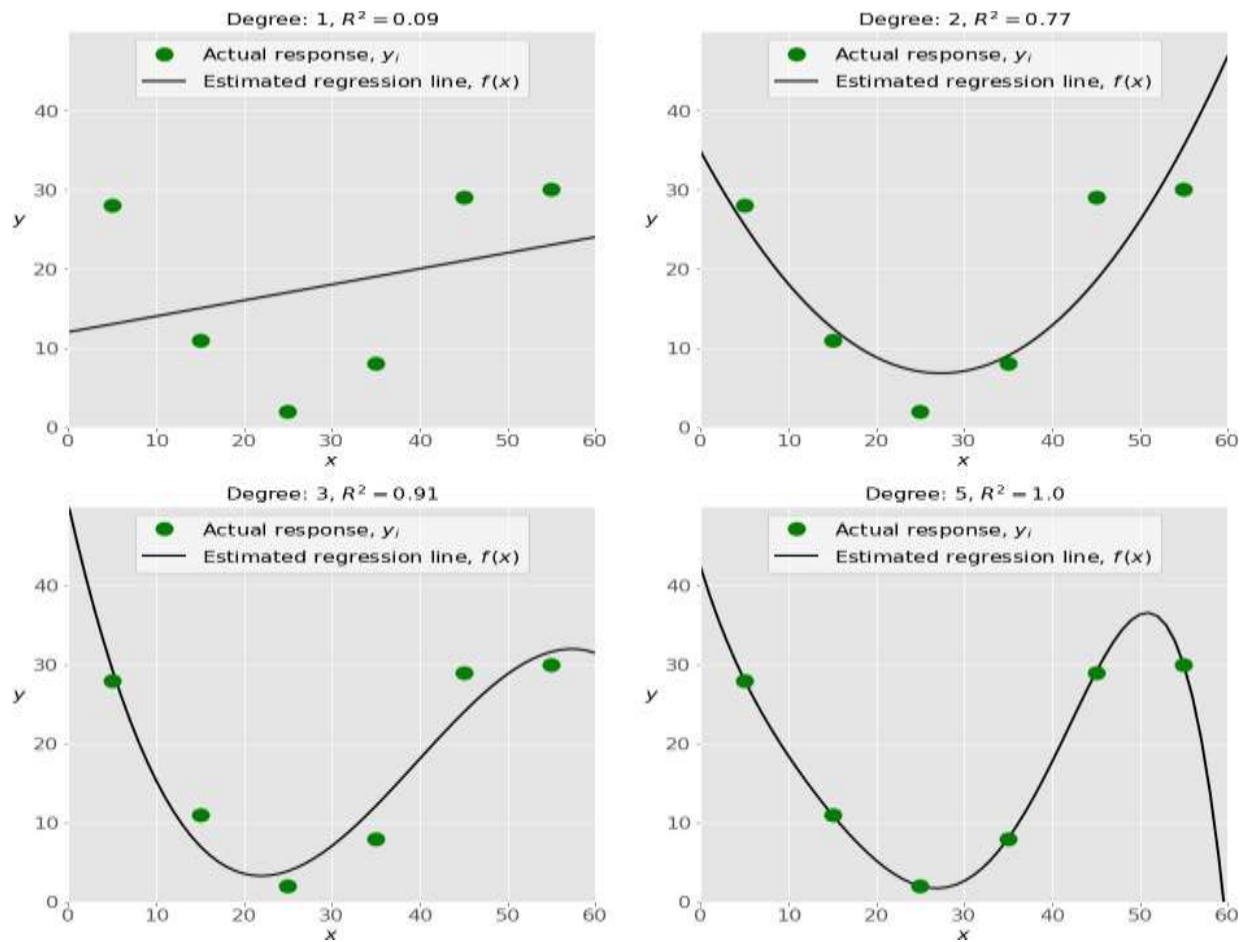 Degree: 1, R² = 0.09
Actual response, yᵢ
Estimated regression line, f(x)
40
30
y
20
10
0
0 10 20 30 40 50 60
x
Degree: 2, R² = 0.77
Actual response, yᵢ
Estimated regression line, f(x)
40
30
y
20
10
0
0 10 20 30 40 50 60
x
Degree: 3, R² = 0.91
Actual response, yᵢ
Estimated regression line, f(x)
40
30
y
20
10
0
0 10 20 30 40 50 60
x
Degree: 5, R² = 1.0
Actual response, yᵢ
Estimated regression line, f(x)
40
30
y
20
10
0
0 10 20 30 40 50 60
x